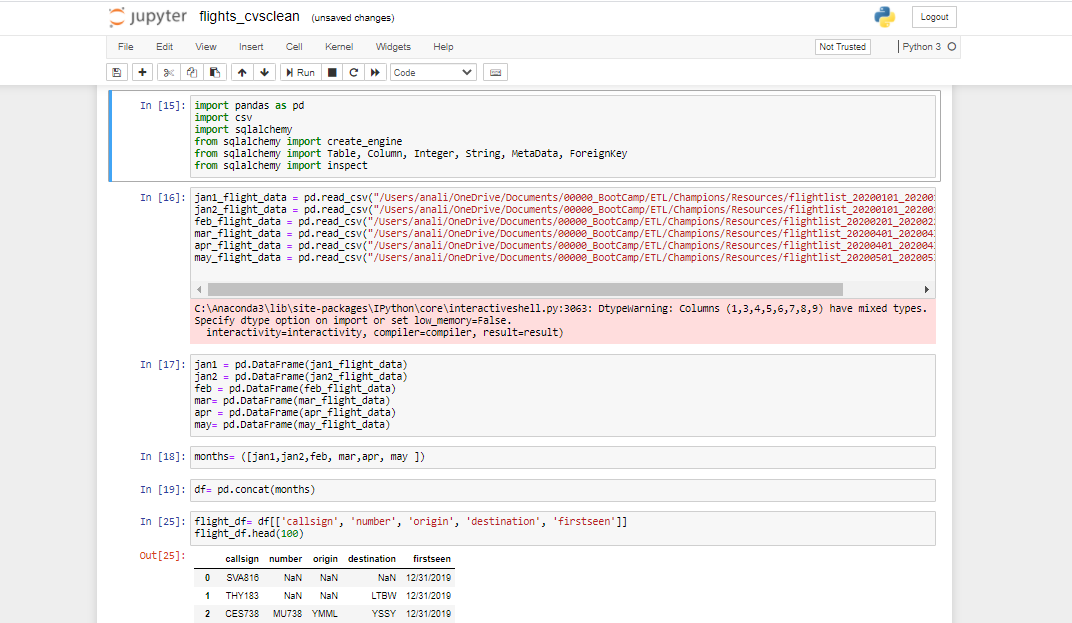 jupyter flights_cvsclean (unsaved changes) Logout
File Edit View Insert Cell Kernel Widgets Help Not Trusted Python 3
Run Code
In [15]: import pandas as pd
import csv
import sqlalchemy
from sqlalchemy import create_engine
from sqlalchemy import Table, Column, Integer, String, MetaData, ForeignKey
from sqlalchemy import inspect
In [16]: jan1_flight_data = pd.read_csv("/Users/anali/OneDrive/Documents/00000_BootCamp/ETL/Champions/Resources/flightlist_20200101_20200
jan2_flight_data = pd.read_csv("/Users/anali/OneDrive/Documents/00000_BootCamp/ETL/Champions/Resources/flightlist_20200101_20200
feb_flight_data = pd.read_csv("/Users/anali/OneDrive/Documents/00000_BootCamp/ETL/Champions/Resources/flightlist_20200201_202002
mar_flight_data = pd.read_csv("/Users/anali/OneDrive/Documents/00000_BootCamp/ETL/Champions/Resources/flightlist_20200401_202004
apr_flight_data = pd.read_csv("/Users/anali/OneDrive/Documents/00000_BootCamp/ETL/Champions/Resources/flightlist_20200401_202004
may_flight_data = pd.read_csv("/Users/anali/OneDrive/Documents/00000_BootCamp/ETL/Champions/Resources/flightlist_20200501_202005
C:\Anaconda3\lib\site-packages\IPython\core\interactiveshell.py:3063: DtypeWarning: Columns (1,3,4,5,6,7,8,9) have mixed types.
Specify dtype option on import or set low_memory=False.
interactivity=interactivity, compiler=compiler, result=result)
In [17]: jan1 = pd.DataFrame(jan1_flight_data)
jan2 = pd.DataFrame(jan2_flight_data)
feb = pd.DataFrame(feb_flight_data)
mar= pd.DataFrame(mar_flight_data)
apr = pd.DataFrame(apr_flight_data)
may= pd.DataFrame(may_flight_data)
In [18]: months= ([jan1,jan2,feb, mar,apr, may ])
In [19]: df= pd.concat(months)
In [25]: flight_df= df[['callsign', 'number', 'origin', 'destination', 'firstseen']]
flight_df.head(100)
Out[25]:
callsign number origin destination firstseen
0 SVA816 NaN NaN NaN 12/31/2019
1 THY183 NaN NaN LTBW 12/31/2019
2 CES738 MU738 YMML YSSY 12/31/2019